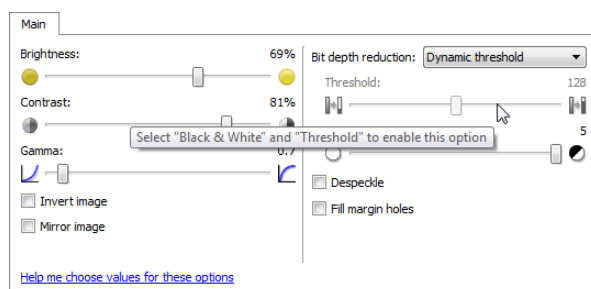 Main
Brightness: 69%
Contrast: 81%
Gamma: 0.7
Invert image
Mirror image
Help me choose values for these options
Bit depth reduction: Dynamic threshold
Threshold: 128
Select "Black & White" and "Threshold" to enable this option
5
Despeckle
Fill margin holes